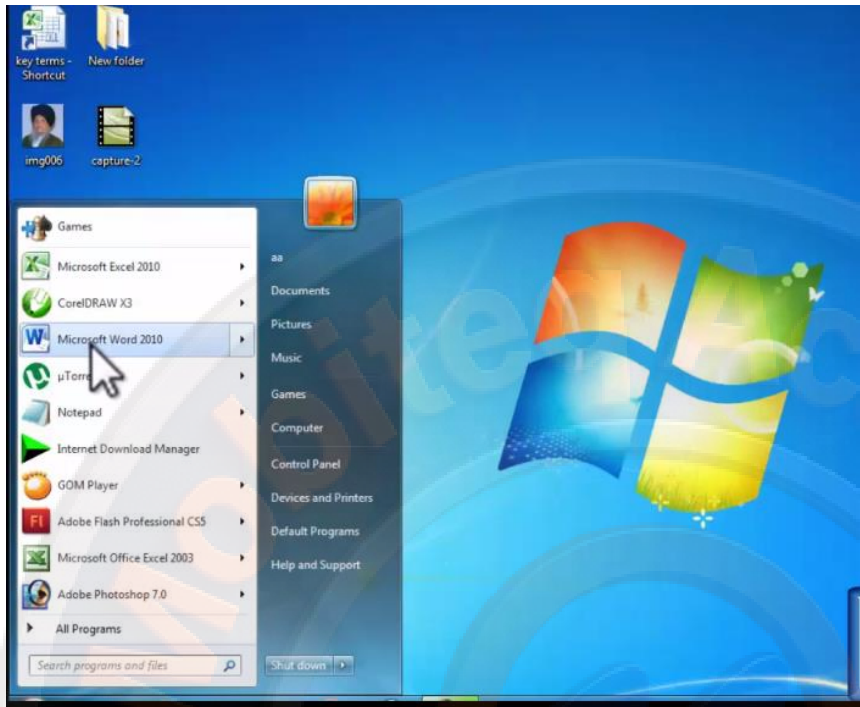 key terms -
Shortcut
New folder
img006
capture-2
Games
Microsoft Excel 2010
CorelDRAW X3
Microsoft Word 2010
µTorre
Notepad
Internet Download Manager
GOM Player
Adobe Flash Professional CS5
Microsoft Office Excel 2003
Adobe Photoshop 7.0
All Programs
Search programs and files
aa
Documents
Pictures
Music
Games
Computer
Control Panel
Devices and Printers
Default Programs
Help and Support
Shut down